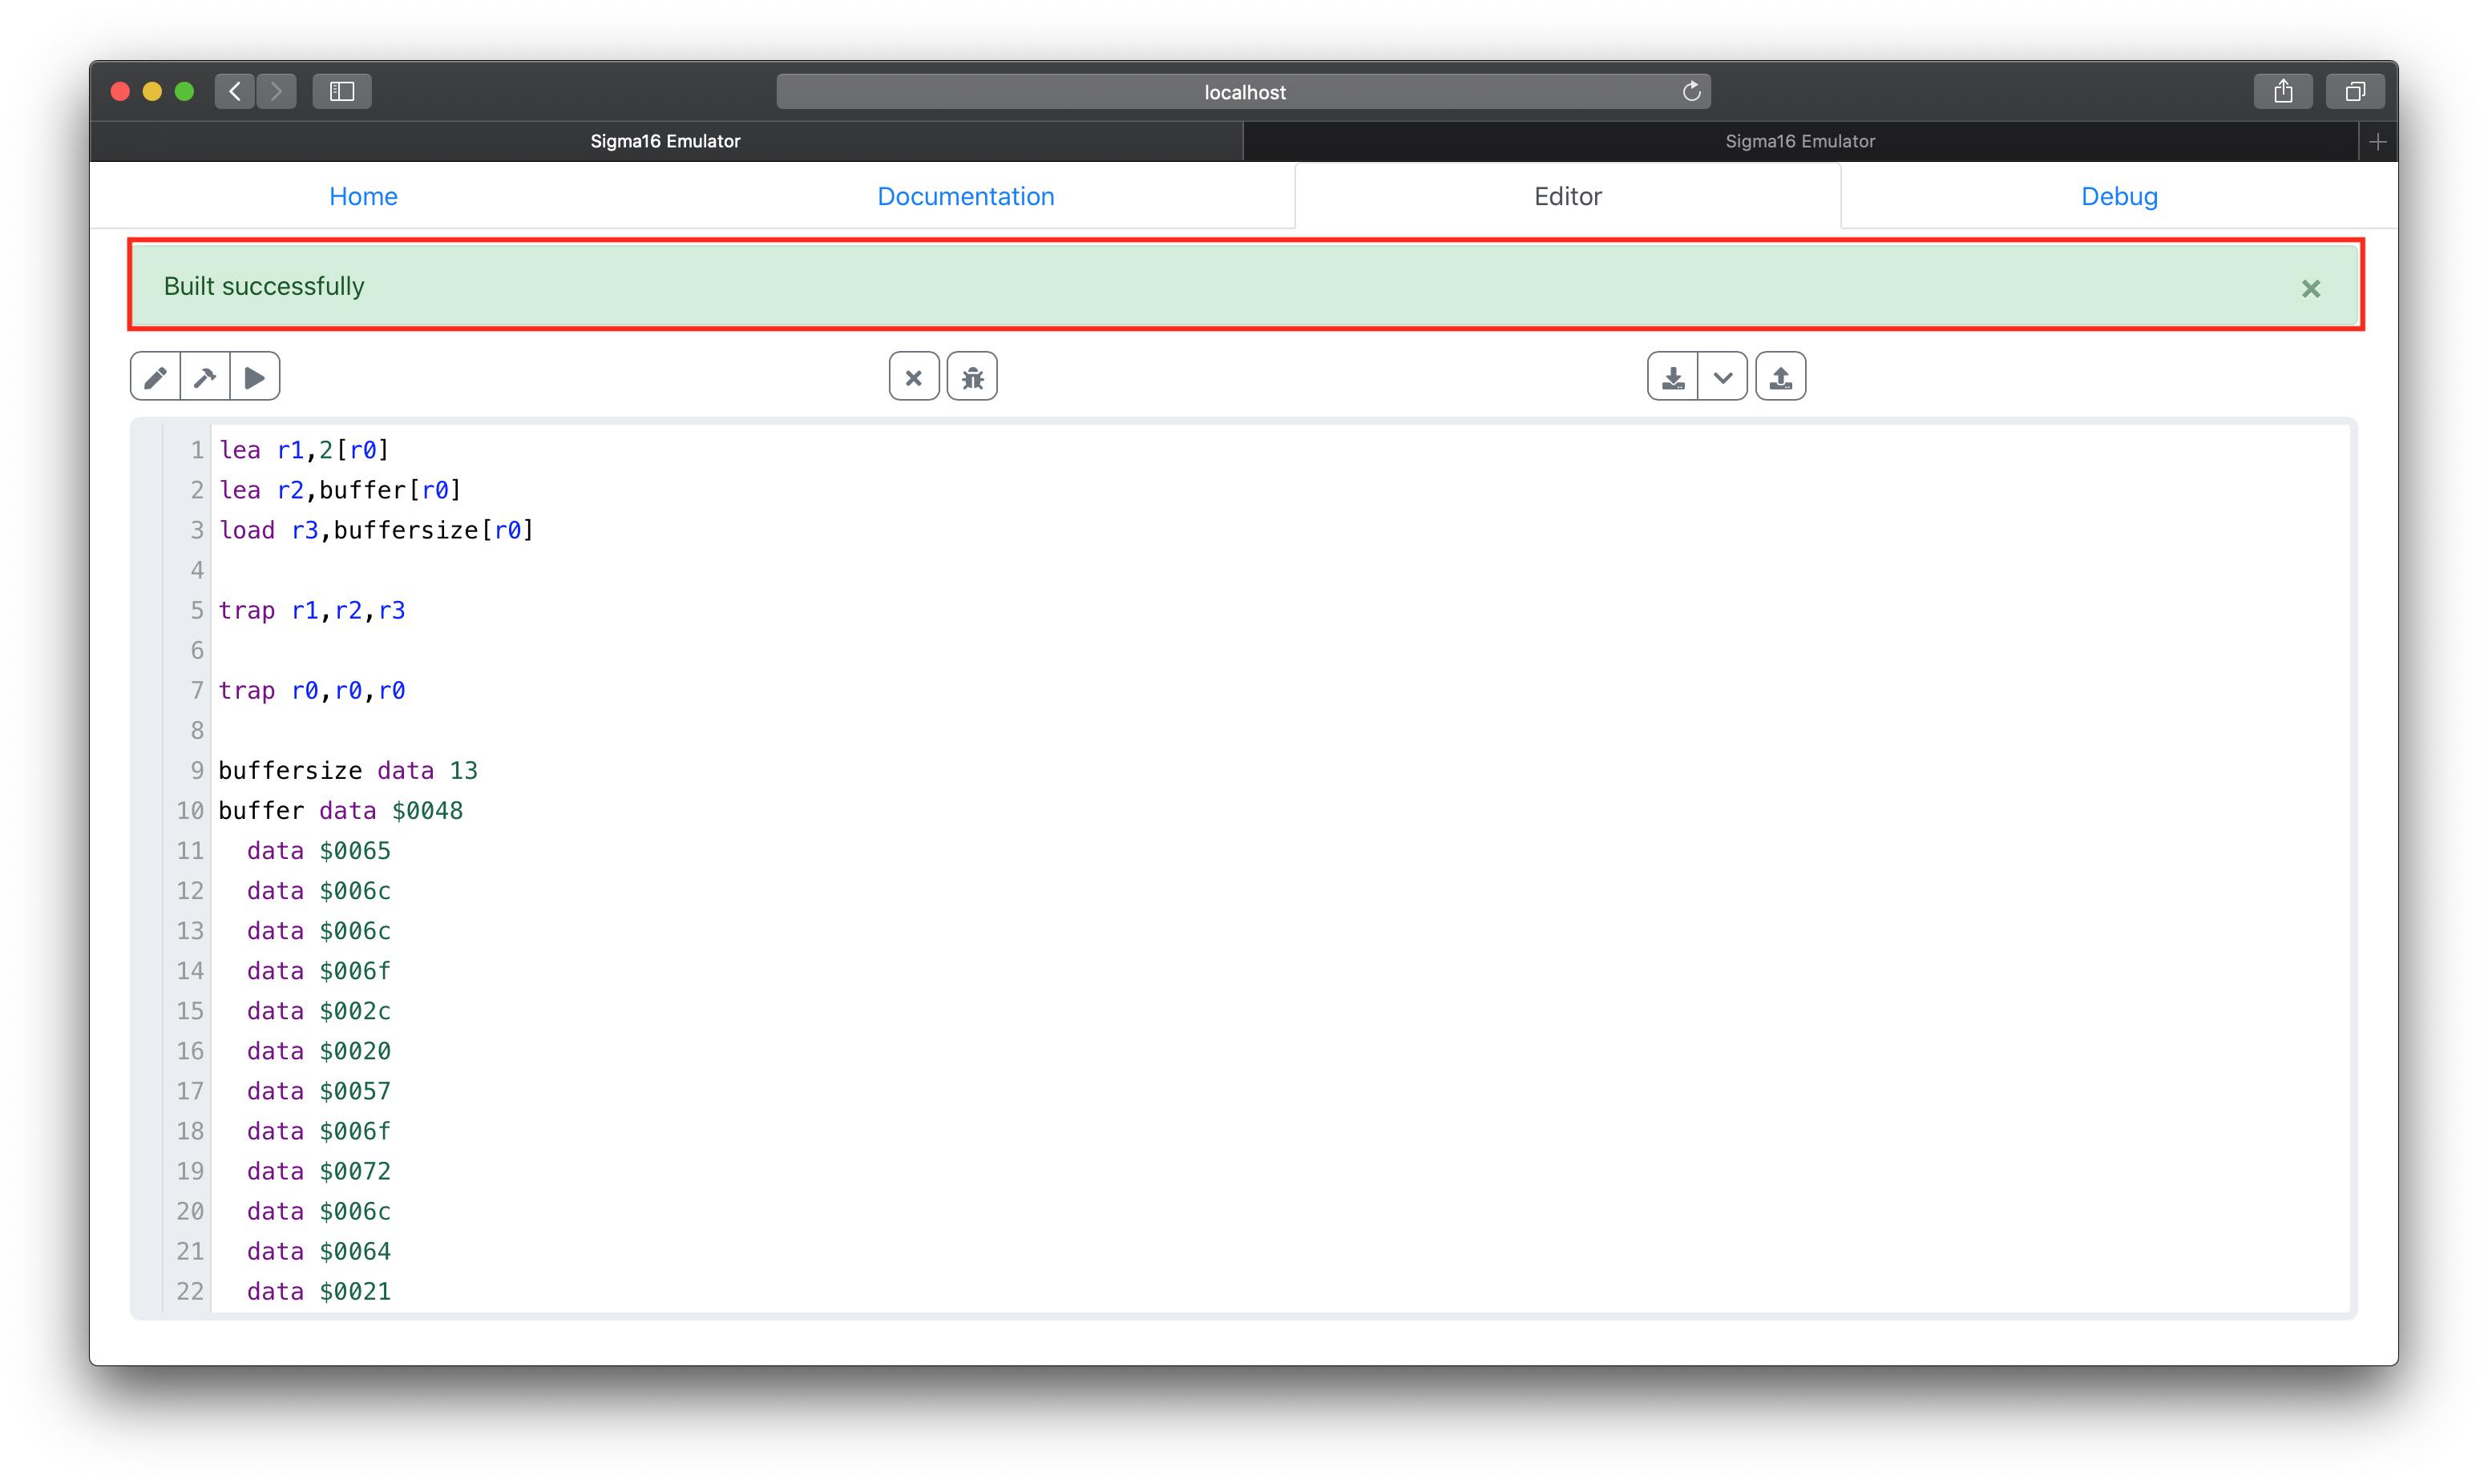 localhost
Sigma16 Emulator
Sigma16 Emulator
Home
Documentation
Editor
Debug
Built successfully
1 lea r1,2[r0]
2 lea r2,buffer[r0]
3 load r3,buffersize[r0]
4
5 trap r1,r2,r3
6
7 trap r0,r0,r0
8
9 buffersize data 13
10 buffer data $0048
11 data $0065
12 data $006c
13 data $006c
14 data $006f
15 data $002c
16 data $0020
17 data $0057
18 data $006f
19 data $0072
20 data $006c
21 data $0064
22 data $0021